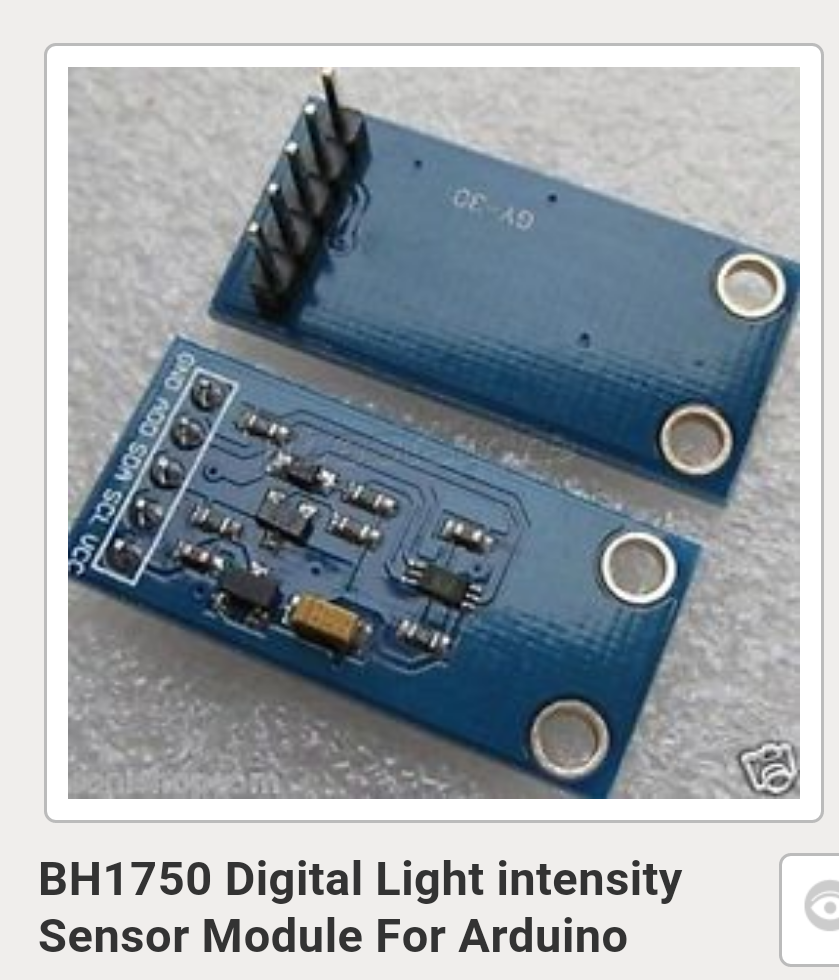 GY-30
GND ADD SDA SCL VCC
BH1750 Digital Light intensity
Sensor Module For Arduino